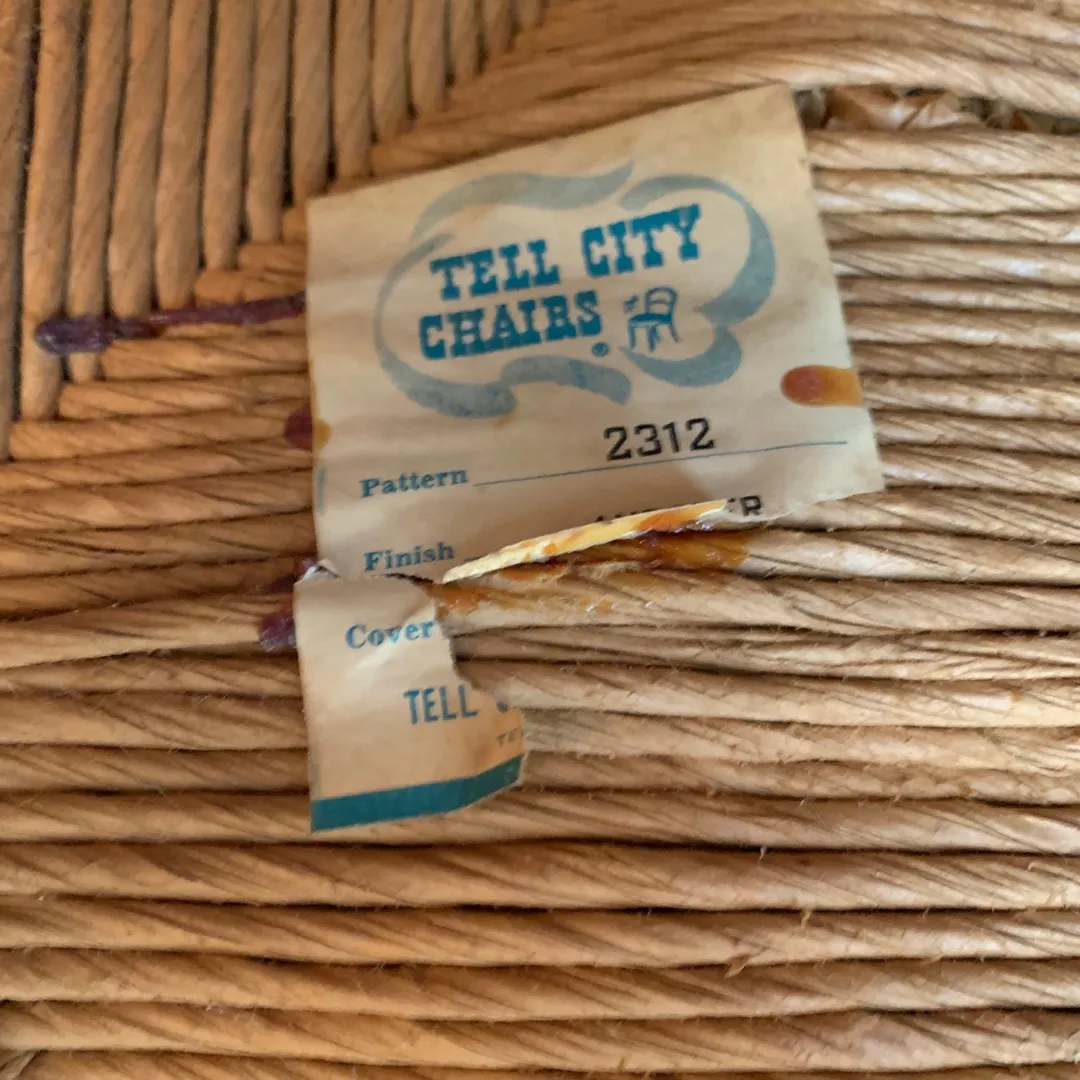 TELL CITY
CHAIRS ®
Pattern 2312
Finish
Cover
TELL